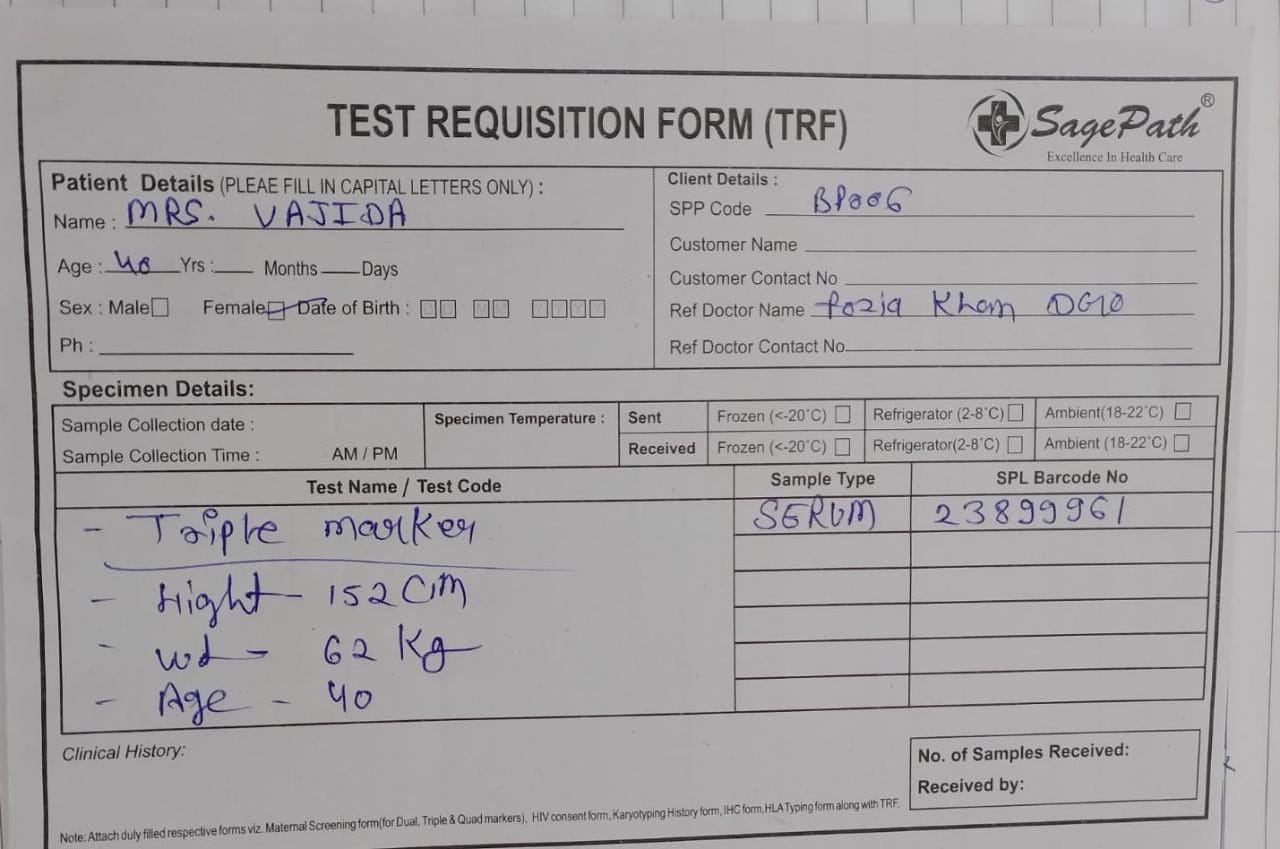 TEST REQUISITION FORM (TRF)
SagePath®
Excellence In Health Care
Patient Details (PLEAE FILL IN CAPITAL LETTERS ONLY) :
Name : MRS. VAJIDA
Age : 40 Yrs : Months Days
Sex : Male Female Date of Birth : D D M M Y Y Y Y
Ph :
Client Details :
SPP Code BP006
Customer Name
Customer Contact No
Ref Doctor Name fozia Khan DGO
Ref Doctor Contact No.
Specimen Details:
Sample Collection date :
Sample Collection Time : AM / PM
Specimen Temperature : Sent Frozen (<-20°C) Refrigerator (2-8°C) Ambient(18-22°C)
Received Frozen (<-20°C) Refrigerator(2-8°C) Ambient (18-22°C)
Test Name / Test Code Sample Type SPL Barcode No
- Triple marker SERUM 23899961
- Hight - 152 CM
- wt - 62 Kg
- Age - 40
Clinical History:
No. of Samples Received:
Received by:
Note: Attach duly filled respective forms viz. Maternal Screening form(for Dual, Triple & Quad markers), HIV consent form, Karyotyping History form, IHC form,HLA Typing form along with TRF.